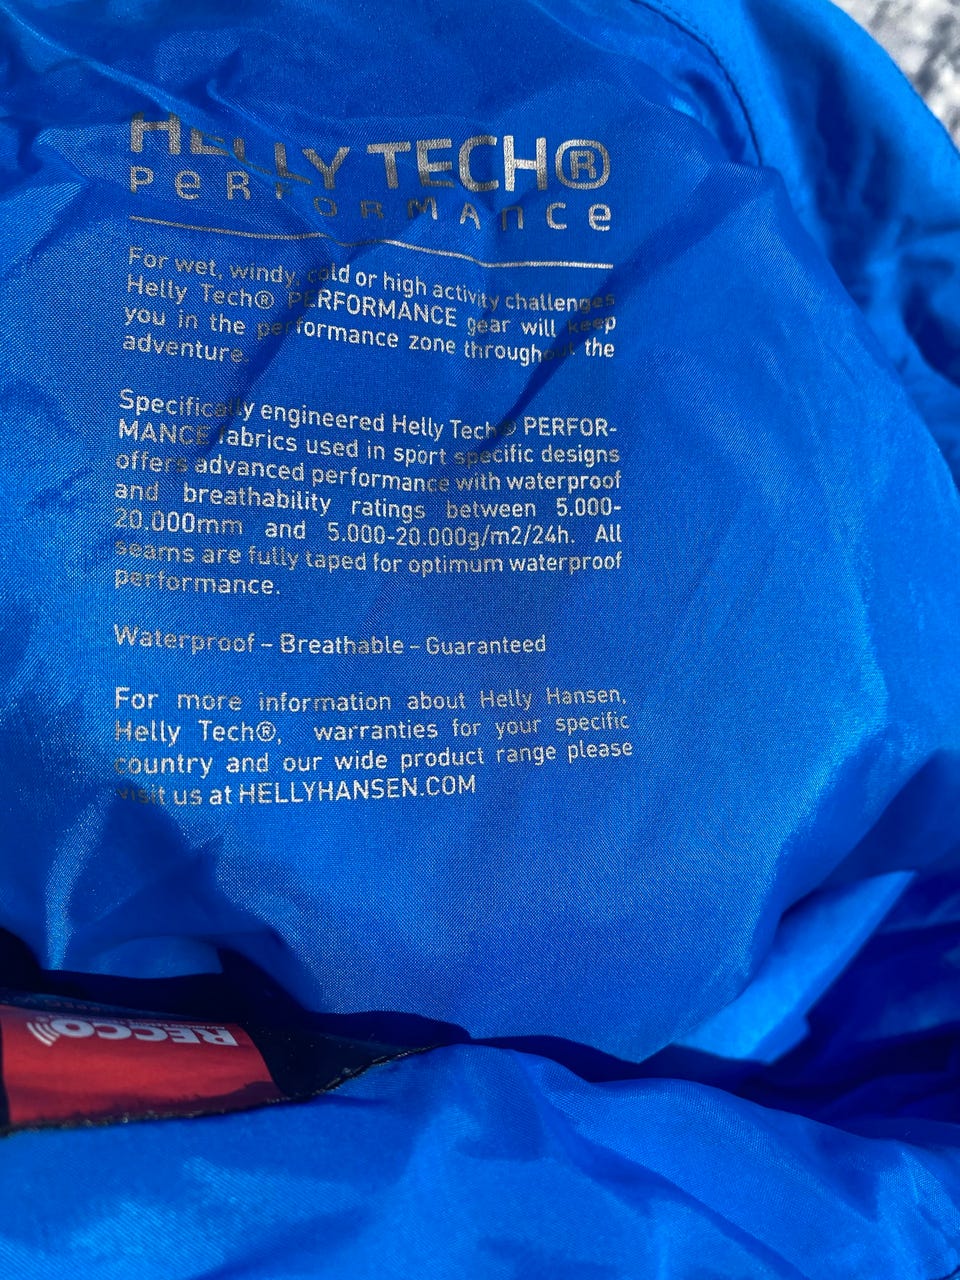 HELLY TECH®
PERFORMANCE
For wet, windy, cold or high activity challenges
Helly Tech® PERFORMANCE gear will keep
you in the performance zone throughout the
adventure.
Specifically engineered Helly Tech® PERFOR-
MANCE fabrics used in sport specific designs
offers advanced performance with waterproof
and breathability ratings between 5.000-
20.000mm and 5.000-20.000g/m2/24h. All
seams are fully taped for optimum waterproof
performance.
Waterproof – Breathable – Guaranteed
For more information about Helly Hansen,
Helly Tech®, warranties for your specific
country and our wide product range please
visit us at HELLYHANSEN.COM
RECCO